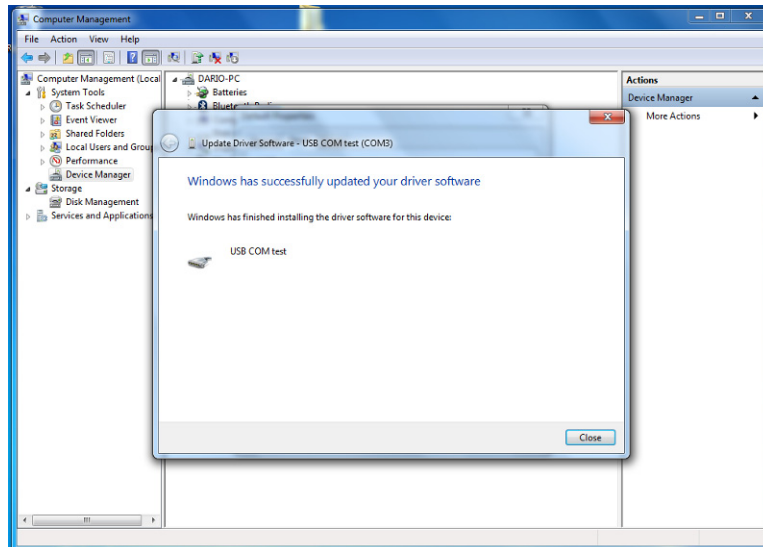 Computer Management
File Action View Help
Computer Management (Local
System Tools
Task Scheduler
Event Viewer
Shared Folders
Local Users and Grou
Performance
Device Manager
Storage
Disk Management
Services and Applications
DARIO-PC
Batteries
Actions
Device Manager
More Actions
Update Driver Software - USB COM test (COM3)
Windows has successfully updated your driver software
Windows has finished installing the driver software for this device:
USB COM test
Close